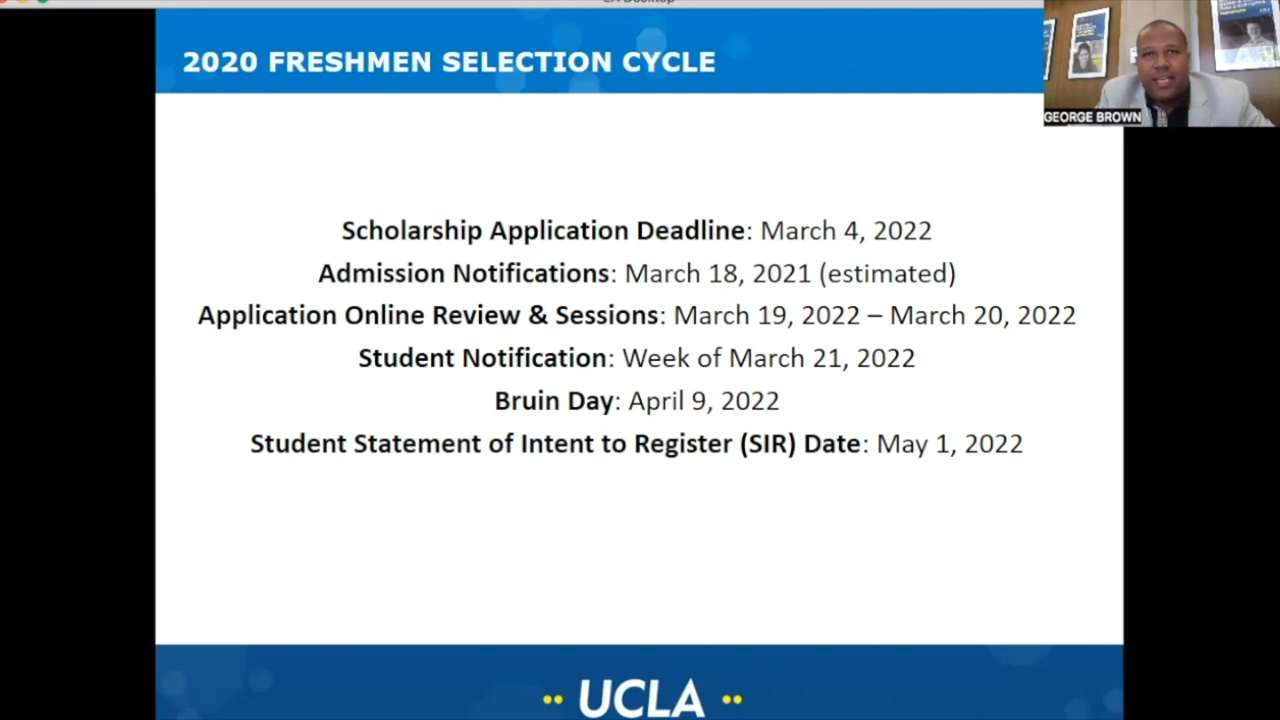 2020 FRESHMEN SELECTION CYCLE
GEORGE BROWN
Scholarship Application Deadline: March 4, 2022
Admission Notifications: March 18, 2021 (estimated)
Application Online Review & Sessions: March 19, 2022 – March 20, 2022
Student Notification: Week of March 21, 2022
Bruin Day: April 9, 2022
Student Statement of Intent to Register (SIR) Date: May 1, 2022
UCLA